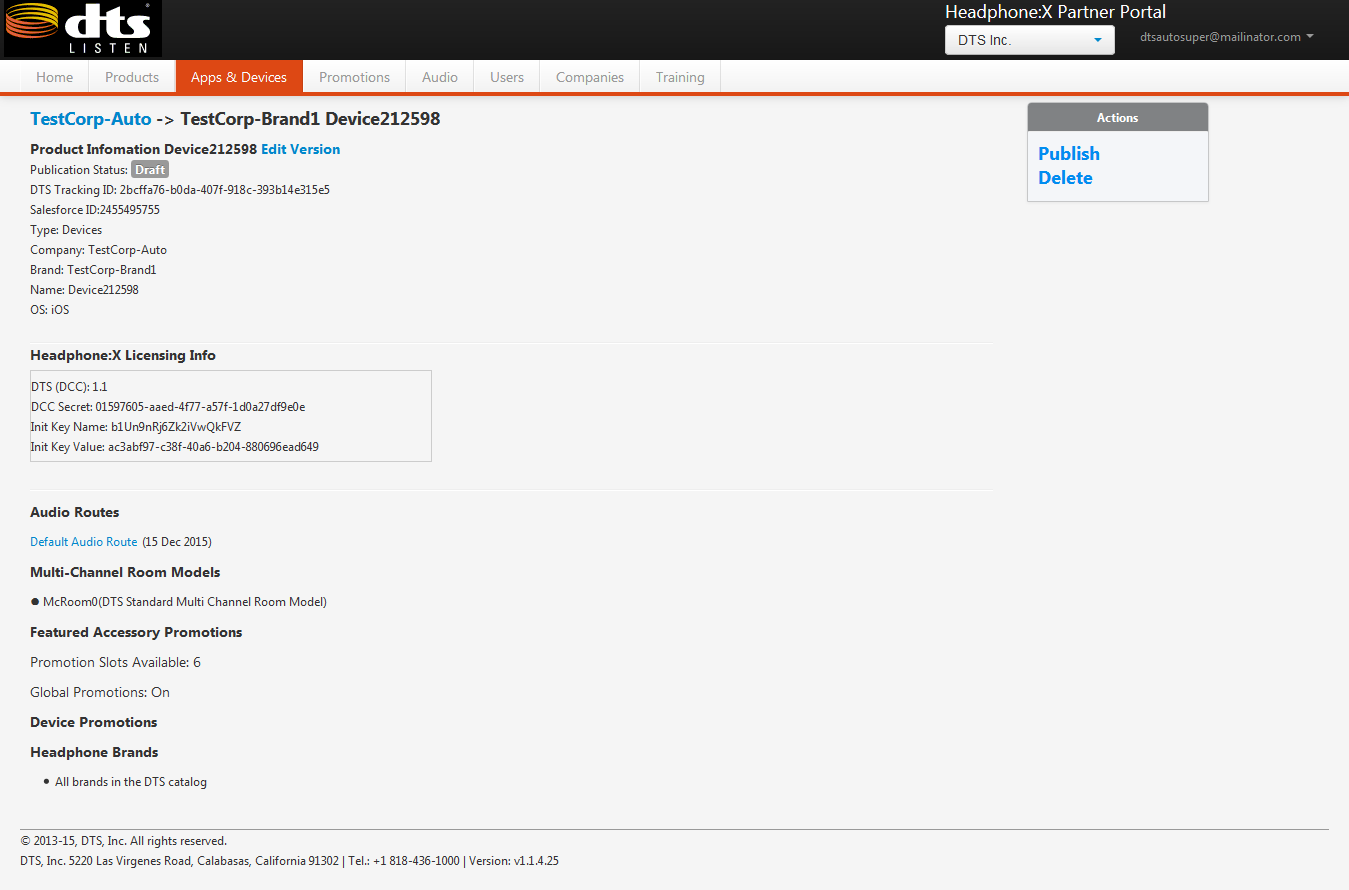 dts
LISTEN
Headphone:X Partner Portal
DTS Inc.
dtsautosuper@mailinator.com
Home Products Apps & Devices Promotions Audio Users Companies Training
TestCorp-Auto -> TestCorp-Brand1 Device212598
Actions
Publish
Delete
Product Infomation Device212598 Edit Version
Publication Status: Draft
DTS Tracking ID: 2bcffa76-b0da-407f-918c-393b14e315e5
Salesforce ID:2455495755
Type: Devices
Company: TestCorp-Auto
Brand: TestCorp-Brand1
Name: Device212598
OS: iOS
Headphone:X Licensing Info
DTS (DCC): 1.1
DCC Secret: 01597605-aaed-4f77-a57f-1d0a27df9e0e
Init Key Name: b1Un9nRj6Zk2iVwQkFVZ
Init Key Value: ac3abf97-c38f-40a6-b204-880696ead649
Audio Routes
Default Audio Route (15 Dec 2015)
Multi-Channel Room Models
● McRoom0(DTS Standard Multi Channel Room Model)
Featured Accessory Promotions
Promotion Slots Available: 6
Global Promotions: On
Device Promotions
Headphone Brands
• All brands in the DTS catalog
© 2013-15, DTS, Inc. All rights reserved.
DTS, Inc. 5220 Las Virgenes Road, Calabasas, California 91302 | Tel.: +1 818-436-1000 | Version: v1.1.4.25